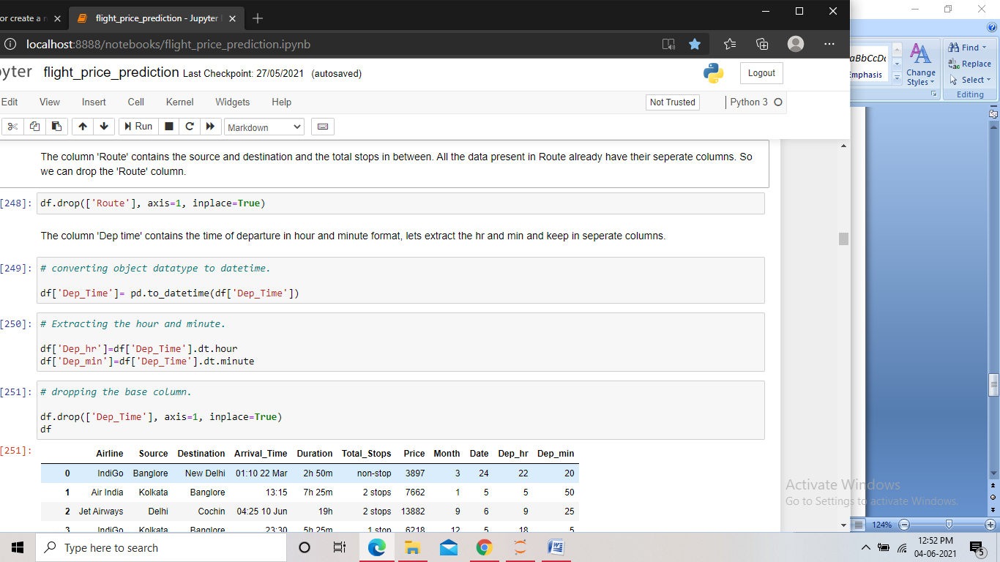 or create a n
flight_price_prediction - Jupyter
localhost:8888/notebooks/flight_price_prediction.ipynb
yter flight_price_prediction Last Checkpoint: 27/05/2021 (autosaved)
Logout
Edit View Insert Cell Kernel Widgets Help
Not Trusted
Python 3
Run
Markdown
The column 'Route' contains the source and destination and the total stops in between. All the data present in Route already have their seperate columns. So
we can drop the 'Route' column.
[248]: df.drop(['Route'], axis=1, inplace=True)
The column 'Dep time' contains the time of departure in hour and minute format, lets extract the hr and min and keep in seperate columns.
[249]: # converting object datatype to datetime.
df['Dep_Time']= pd.to_datetime(df['Dep_Time'])
[250]: # Extracting the hour and minute.
df['Dep_hr']=df['Dep_Time'].dt.hour
df['Dep_min']=df['Dep_Time'].dt.minute
[251]: # dropping the base column.
df.drop(['Dep_Time'], axis=1, inplace=True)
df
[251]:
Airline Source Destination Arrival_Time Duration Total_Stops Price Month Date Dep_hr Dep_min
0 IndiGo Banglore New Delhi 01:10 22 Mar 2h 50m non-stop 3897 3 24 22 20
1 Air India Kolkata Banglore 13:15 7h 25m 2 stops 7662 1 5 5 50
2 Jet Airways Delhi Cochin 04:25 10 Jun 19h 2 stops 13882 9 6 9 25
3 IndiGo Kolkata Banglore 23:30 5h 25m 1 stop 6218 12 5 18 5
aBbCcDc
Emphasis
Change
Styles
Find
Replace
Select
Editing
Activate Windows
Go to Settings to activate Windows.
124%
Type here to search
12:52 PM
04-06-2021
5